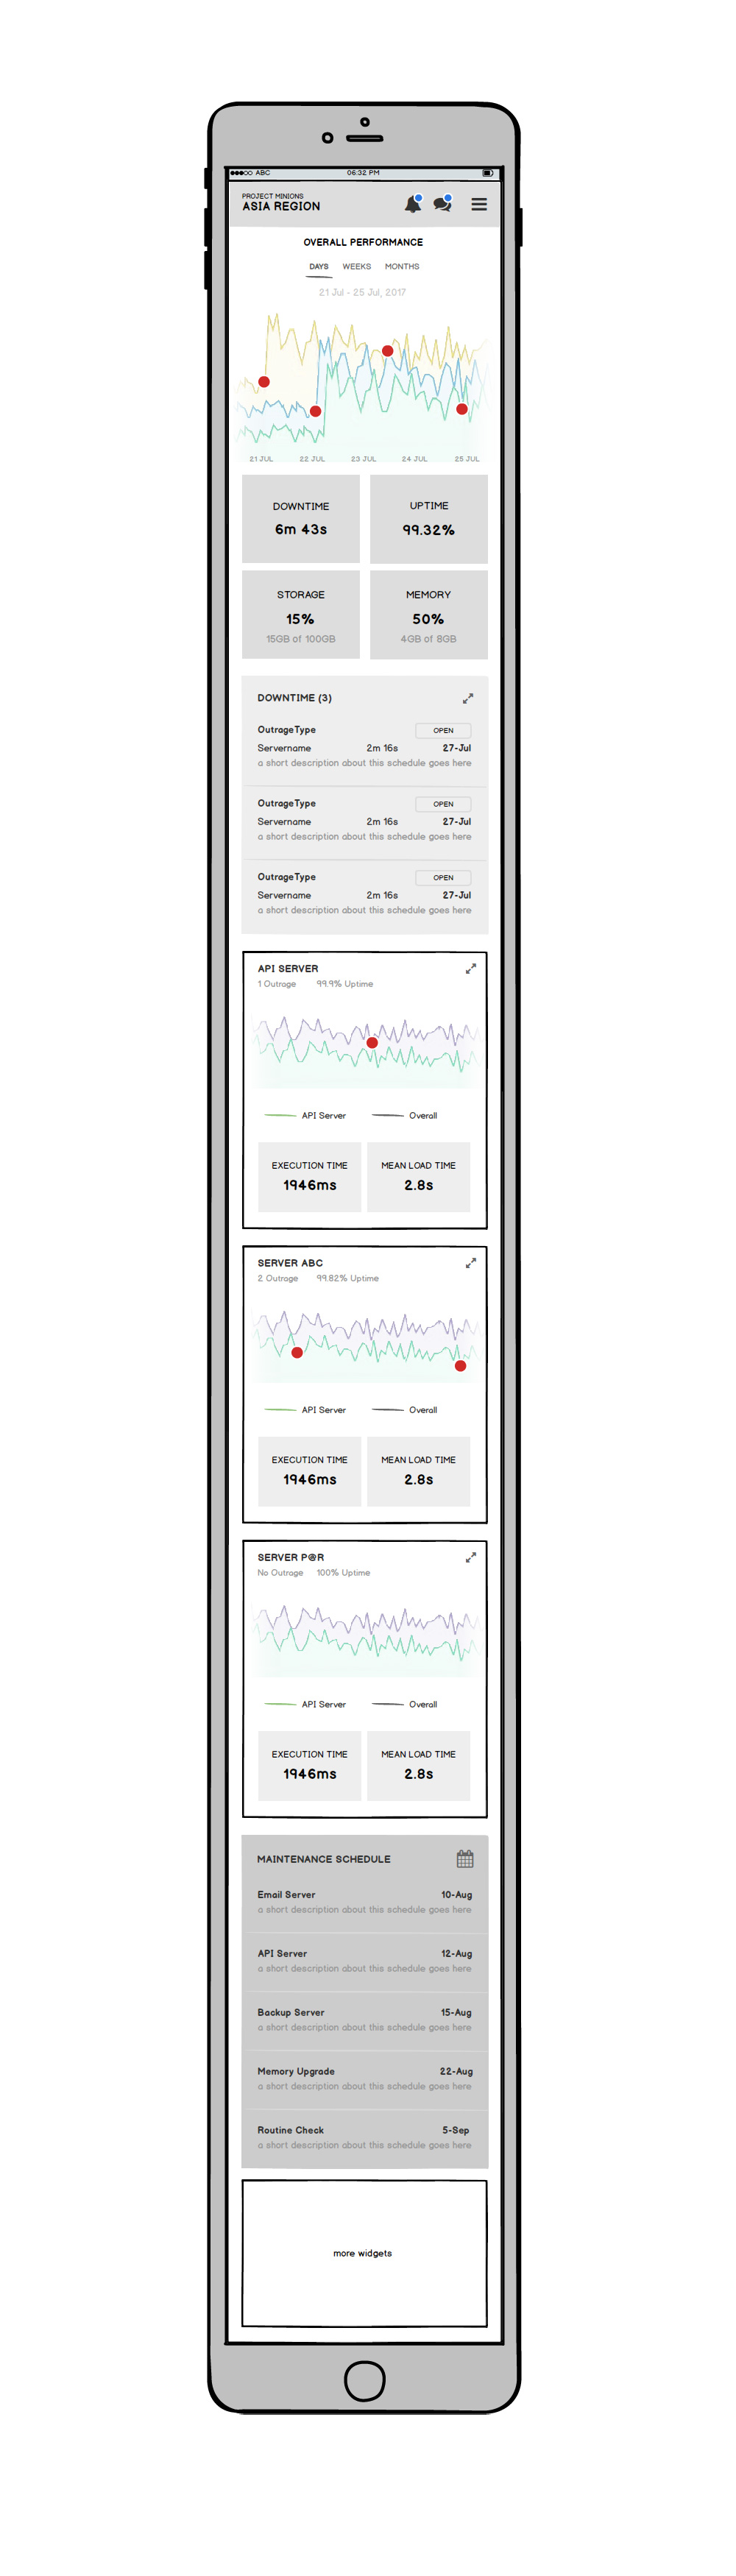 ABC 06:32 PM
PROJECT MINIONS
ASIA REGION
OVERALL PERFORMANCE
DAYS WEEKS MONTHS
21 Jul - 25 Jul, 2017
21 JUL 22 JUL 23 JUL 24 JUL 25 JUL
DOWNTIME
6m 43s
UPTIME
99.32%
STORAGE
15%
15GB of 100GB
MEMORY
50%
4GB of 8GB
DOWNTIME (3)
OutrageType OPEN
Servername 2m 16s 27-Jul
a short description about this schedule goes here
OutrageType OPEN
Servername 2m 16s 27-Jul
a short description about this schedule goes here
OutrageType OPEN
Servername 2m 16s 27-Jul
a short description about this schedule goes here
API SERVER
1 Outrage 99.9% Uptime
API Server Overall
EXECUTION TIME
1946ms
MEAN LOAD TIME
2.8s
SERVER ABC
2 Outrage 99.82% Uptime
API Server Overall
EXECUTION TIME
1946ms
MEAN LOAD TIME
2.8s
SERVER P@R
No Outrage 100% Uptime
API Server Overall
EXECUTION TIME
1946ms
MEAN LOAD TIME
2.8s
MAINTENANCE SCHEDULE
Email Server 10-Aug
a short description about this schedule goes here
API Server 12-Aug
a short description about this schedule goes here
Backup Server 15-Aug
a short description about this schedule goes here
Memory Upgrade 22-Aug
a short description about this schedule goes here
Routine Check 5-Sep
a short description about this schedule goes here
more widgets